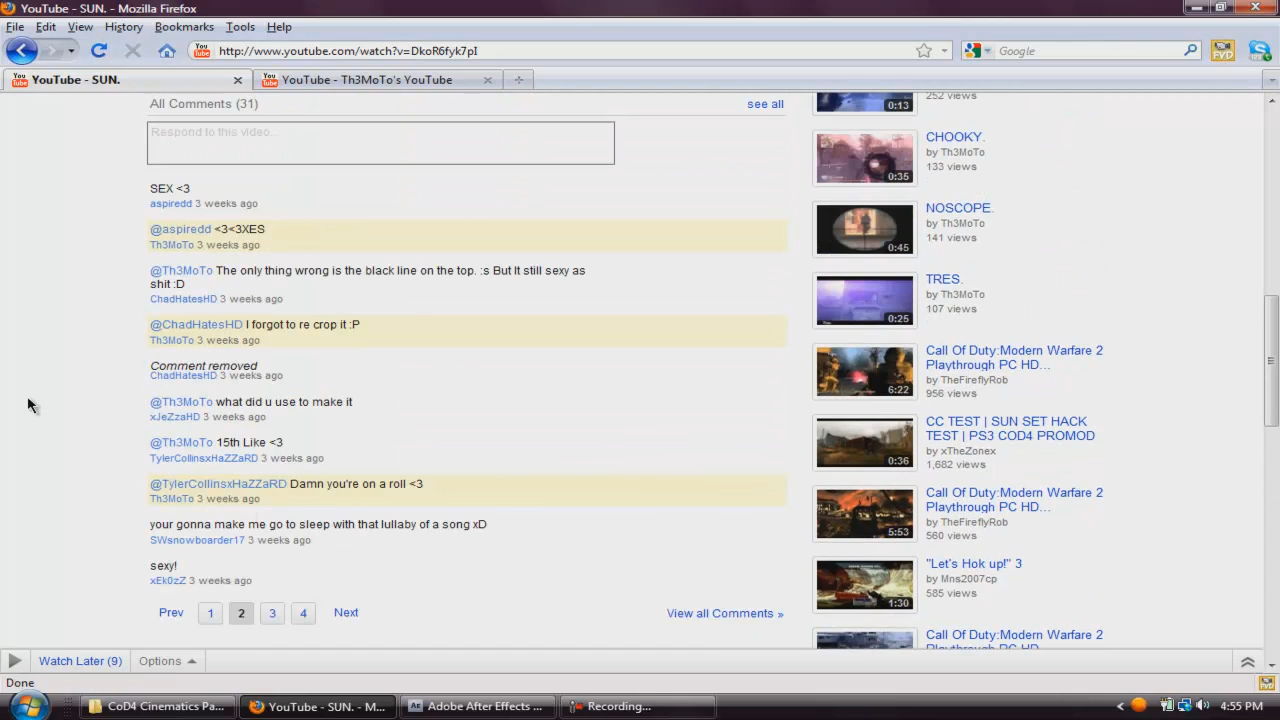 YouTube - SUN. - Mozilla Firefox
File Edit View History Bookmarks Tools Help
You Tube http://www.youtube.com/watch?v=DkoR6fyk7pI Google FVD
YouTube - SUN. YouTube - Th3MoTo's YouTube
All Comments (31) see all
Respond to this video...
SEX <3
aspiredd 3 weeks ago
@aspiredd <3<3XES
Th3MoTo 3 weeks ago
@Th3MoTo The only thing wrong is the black line on the top. :s But It still sexy as
shit :D
ChadHatesHD 3 weeks ago
@ChadHatesHD I forgot to re crop it :P
Th3MoTo 3 weeks ago
Comment removed
ChadHatesHD 3 weeks ago
@Th3MoTo what did u use to make it
xJeZzaHD 3 weeks ago
@Th3MoTo 15th Like <3
TylerCollinsxHaZZaRD 3 weeks ago
@TylerCollinsxHaZZaRD Damn you're on a roll <3
Th3MoTo 3 weeks ago
your gonna make me go to sleep with that lullaby of a song xD
SWsnowboarder17 3 weeks ago
sexy!
xEk0zZ 3 weeks ago
Prev 1 2 3 4 Next View all Comments »
0:13
252 views
CHOOKY.
by Th3MoTo
133 views
0:35
NOSCOPE.
by Th3MoTo
141 views
0:45
TRES.
by Th3MoTo
107 views
0:25
Call Of Duty:Modern Warfare 2
Playthrough PC HD...
by TheFireflyRob
956 views
6:22
CC TEST | SUN SET HACK
TEST | PS3 COD4 PROMOD
by xTheZonex
1,682 views
0:36
Call Of Duty:Modern Warfare 2
Playthrough PC HD...
by TheFireflyRob
560 views
5:53
"Let's Hok up!" 3
by Mns2007cp
585 views
1:30
Call Of Duty:Modern Warfare 2
Playthrough PC HD
Watch Later (9) Options
Done
CoD4 Cinematics Pa... YouTube - SUN. - M... Ae Adobe After Effects ... Recording... 4:55 PM